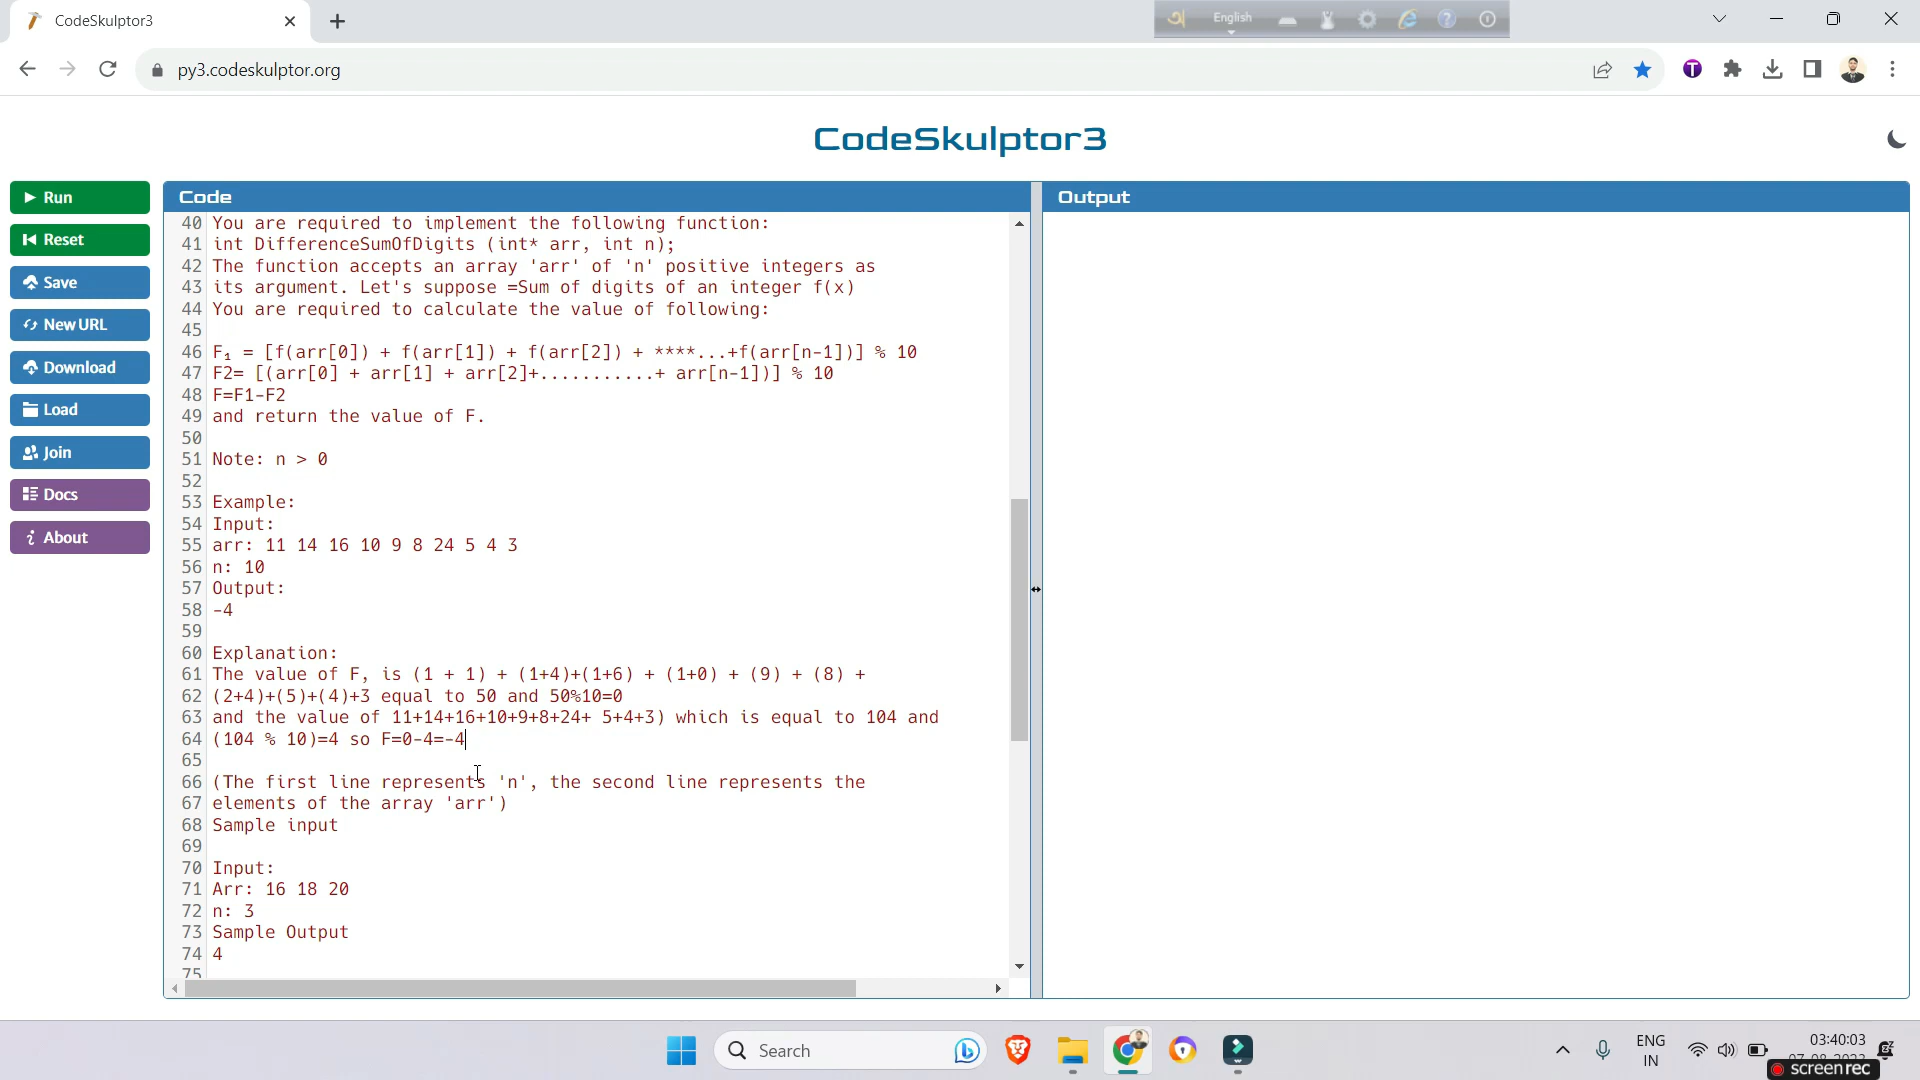 CodeSkulptor3
English
py3.codeskulptor.org
CodeSkulptor3
Run
Reset
Save
New URL
Download
Load
Join
Docs
About
Code
40 You are required to implement the following function:
41 int DifferenceSumOfDigits (int* arr, int n);
42 The function accepts an array 'arr' of 'n' positive integers as
43 its argument. Let's suppose =Sum of digits of an integer f(x)
44 You are required to calculate the value of following:
45
46 F₁ = [f(arr[0]) + f(arr[1]) + f(arr[2]) + ****...+f(arr[n-1])] % 10
47 F2= [(arr[0] + arr[1] + arr[2]+...........+ arr[n-1])] % 10
48 F=F1-F2
49 and return the value of F.
50
51 Note: n > 0
52
53 Example:
54 Input:
55 arr: 11 14 16 10 9 8 24 5 4 3
56 n: 10
57 Output:
58 -4
59
60 Explanation:
61 The value of F, is (1 + 1) + (1+4)+(1+6) + (1+0) + (9) + (8) +
62 (2+4)+(5)+(4)+3 equal to 50 and 50%10=0
63 and the value of 11+14+16+10+9+8+24+ 5+4+3) which is equal to 104 and
64 (104 % 10)=4 so F=0-4=-4
65
66 (The first line represents 'n', the second line represents the
67 elements of the array 'arr')
68 Sample input
69
70 Input:
71 Arr: 16 18 20
72 n: 3
73 Sample Output
74 4
75
Output
Search
ENG
IN
03:40:03
screenrec